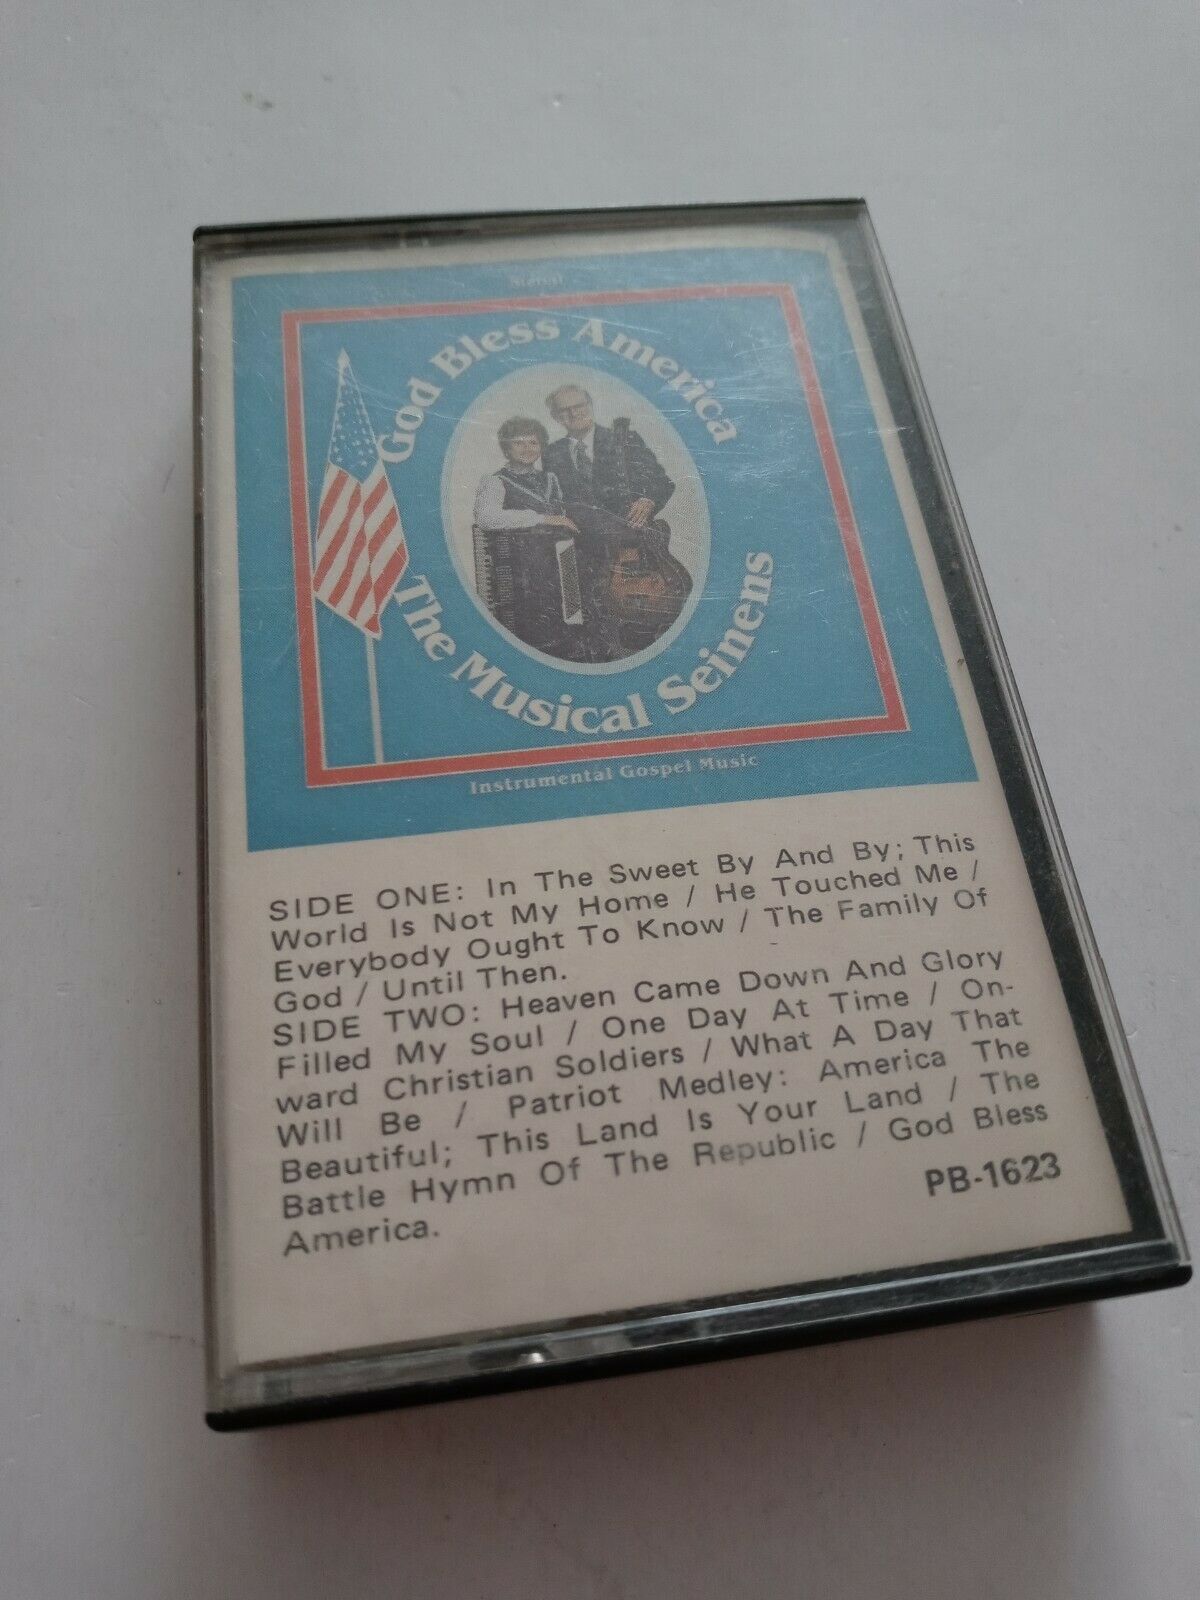 Stereo
God Bless America
The Musical Seinens
Instrumental Gospel Music
SIDE ONE: In The Sweet By And By; This
World Is Not My Home / He Touched Me /
Everybody Ought To Know / The Family Of
God / Until Then.
SIDE TWO: Heaven Came Down And Glory
Filled My Soul / One Day At Time / On-
ward Christian Soldiers / What A Day That
Will Be / Patriot Medley: America The
Beautiful; This Land Is Your Land / The
Battle Hymn Of The Republic / God Bless
America.
PB-1623